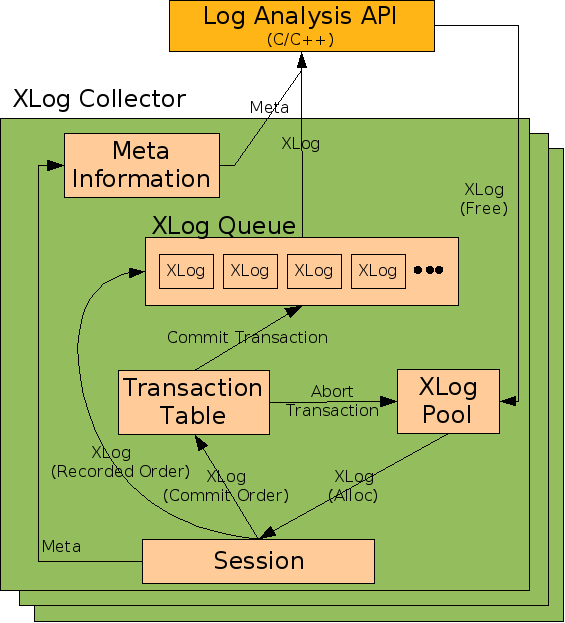 Log Analysis API
(C/C++)
XLog Collector
Meta
Meta
Information
XLog
XLog
(Free)
XLog Queue
XLog
XLog
XLog
XLog
Commit Transaction
Transaction
Table
Abort
Transaction
XLog
Pool
XLog
(Recorded Order)
XLog
(Commit Order)
XLog
(Alloc)
Meta
Session